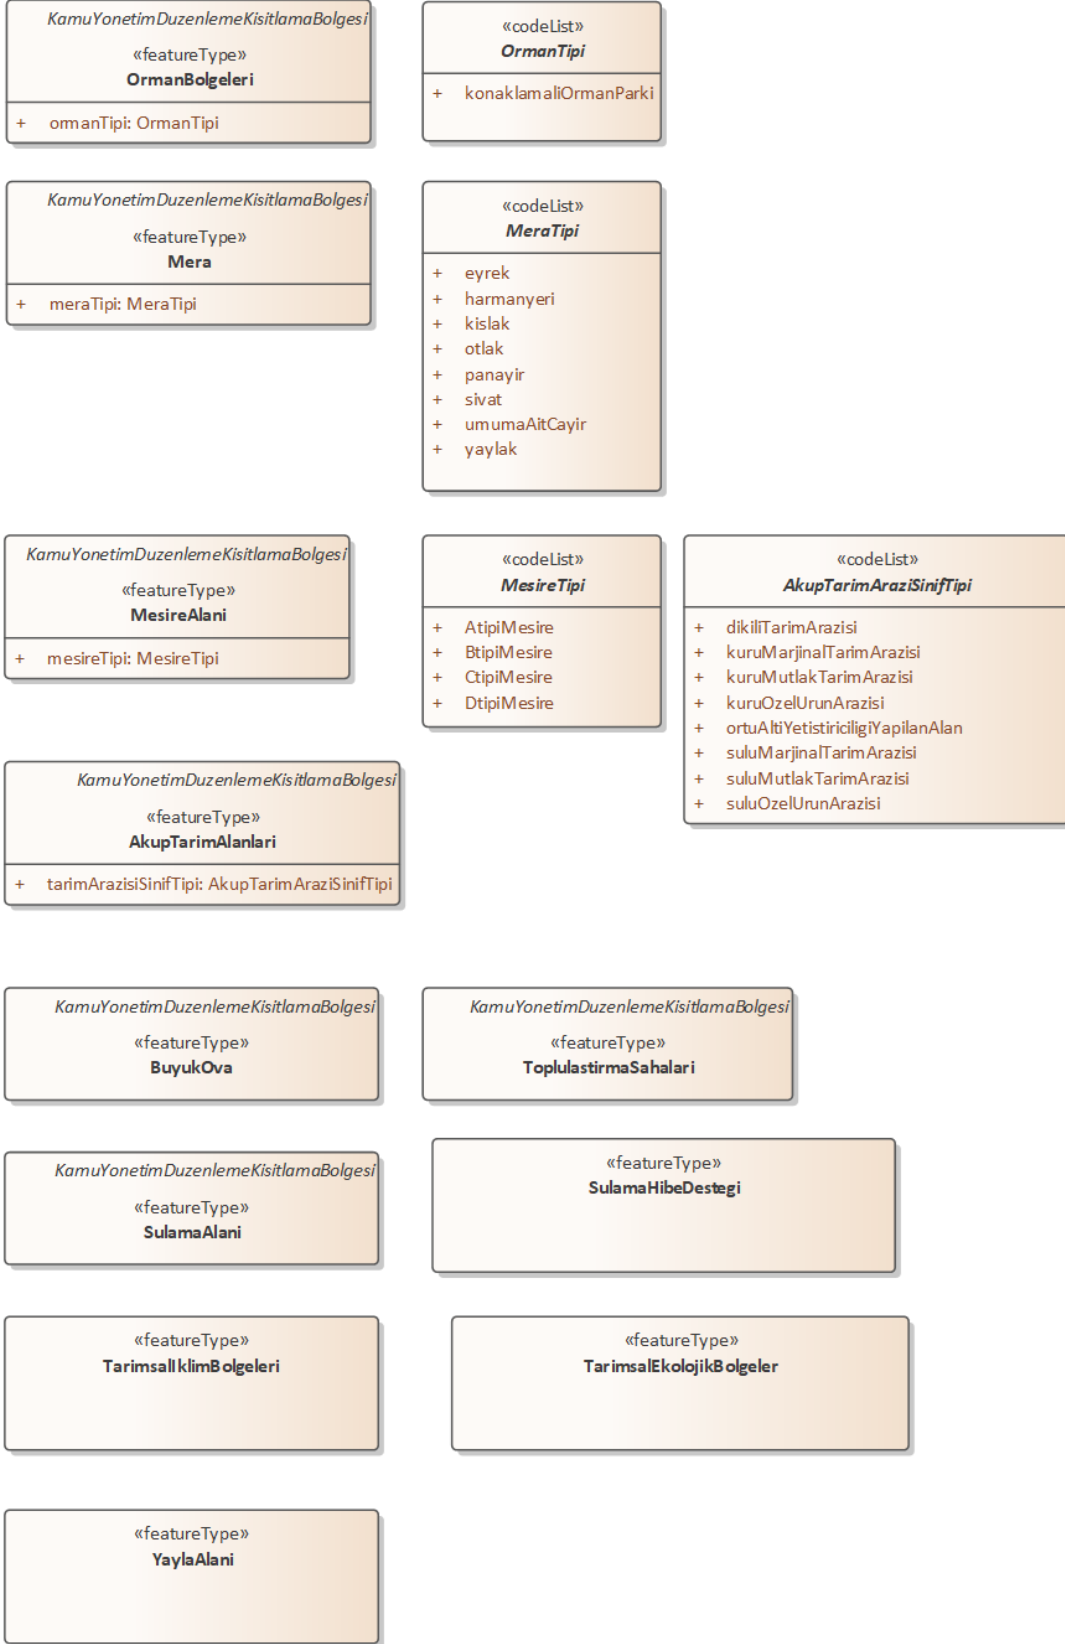 KamuYonetimDuzenlemeKisitlamaBolgesi
«featureType»
OrmanBolgeleri
+ ormanTipi: OrmanTipi
«codeList»
OrmanTipi
+ konaklamaliOrmanParki
KamuYonetimDuzenlemeKisitlamaBolgesi
«featureType»
Mera
+ meraTipi: MeraTipi
«codeList»
MeraTipi
+ eyrek
+ harmanyeri
+ kislak
+ otlak
+ panayir
+ sivat
+ umumaAitCayir
+ yaylak
KamuYonetimDuzenlemeKisitlamaBolgesi
«featureType»
MesireAlani
+ mesireTipi: MesireTipi
«codeList»
MesireTipi
+ AtipiMesire
+ BtipiMesire
+ CtipiMesire
+ DtipiMesire
«codeList»
AkupTarimAraziSinifTipi
+ dikiliTarimArazisi
+ kuruMarjinalTarimArazisi
+ kuruMutlakTarimArazisi
+ kuruOzelUrunArazisi
+ ortuAltiYetistiriciligiYapilanAlan
+ suluMarjinalTarimArazisi
+ suluMutlakTarimArazisi
+ suluOzelUrunArazisi
KamuYonetimDuzenlemeKisitlamaBolgesi
«featureType»
AkupTarimAlanlari
+ tarimArazisiSinifTipi: AkupTarimAraziSinifTipi
KamuYonetimDuzenlemeKisitlamaBolgesi
«featureType»
BuyukOva
KamuYonetimDuzenlemeKisitlamaBolgesi
«featureType»
ToplulastirmaSahalari
KamuYonetimDuzenlemeKisitlamaBolgesi
«featureType»
SulamaAlani
«featureType»
SulamaHibeDestegi
«featureType»
TarimsalIklimBolgeleri
«featureType»
TarimsalEkolojikBolgeler
«featureType»
YaylaAlani